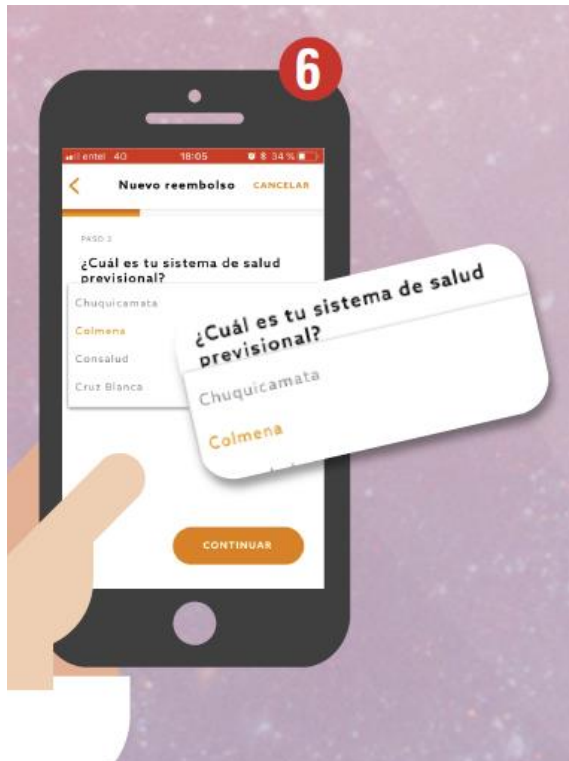 6
entel 4G 18:05 34 %
Nuevo reembolso CANCELAR
PASO 3
¿Cuál es tu sistema de salud
previsional?
Chuquicamata
Colmena
Consalud
Cruz Blanca
CONTINUAR
¿Cuál es tu sistema de salud
previsional?
Chuquicamata
Colmena